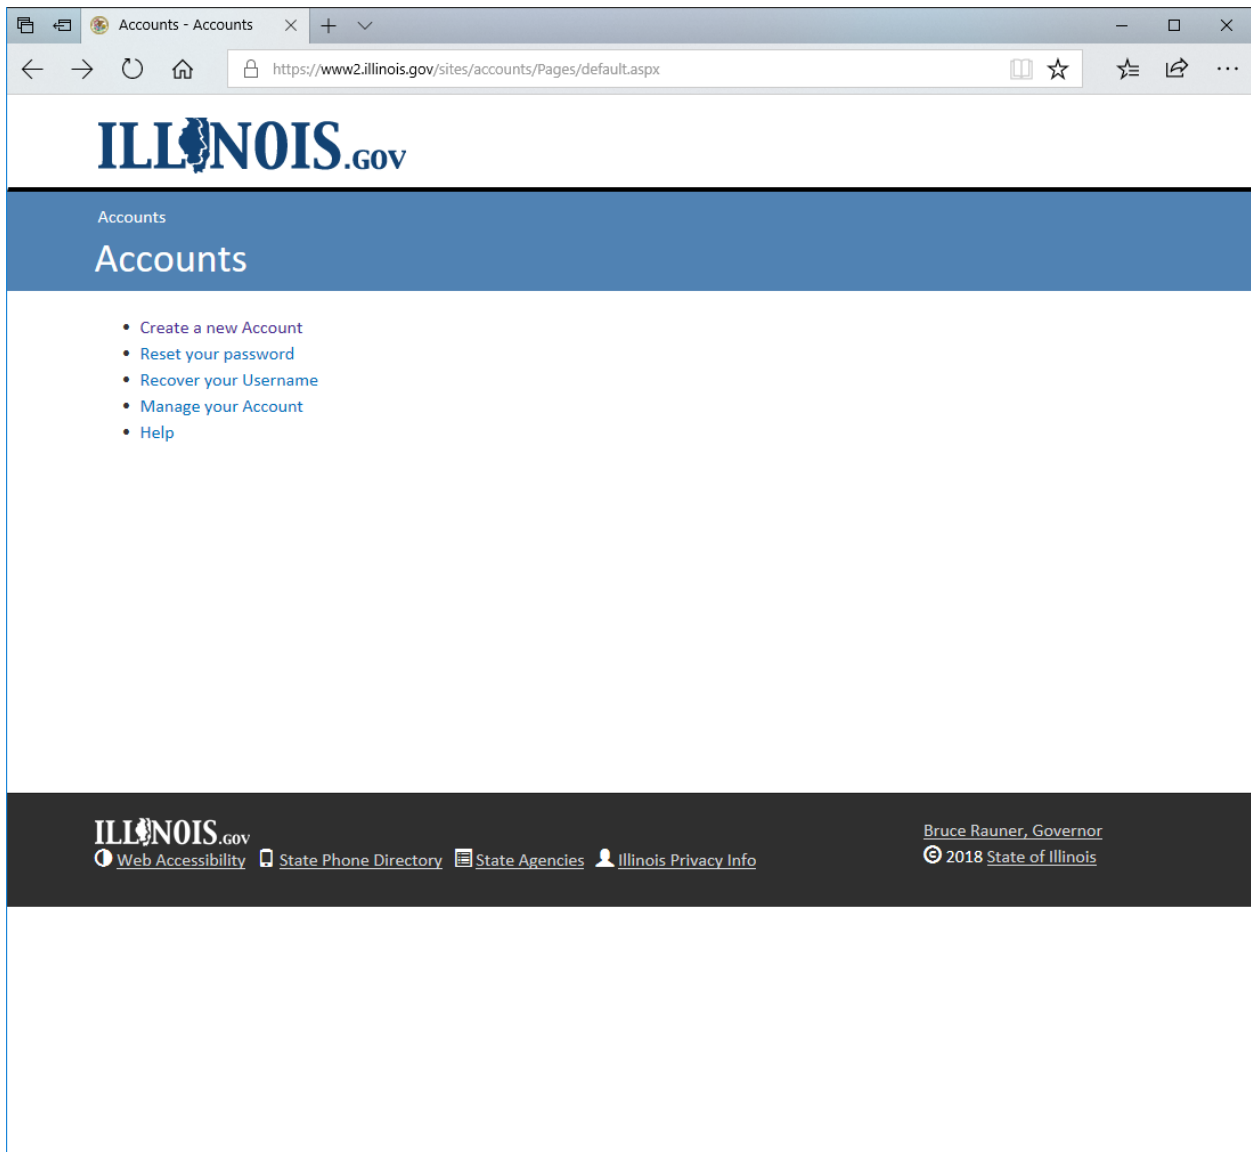 Accounts - Accounts
https://www2.illinois.gov/sites/accounts/Pages/default.aspx
ILLINOIS.GOV
Accounts
Accounts
Create a new Account
Reset your password
Recover your Username
Manage your Account
Help
ILLINOIS.GOV
Web Accessibility State Phone Directory State Agencies Illinois Privacy Info
Bruce Rauner, Governor
© 2018 State of Illinois